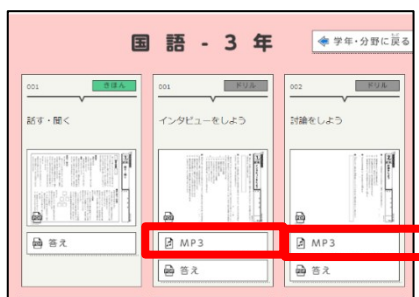 国語-3年
学年・分野に戻る
001
きほん
話す・聞く
答え
001
ドリル
インタビューをしよう
MP3
答え
002
ドリル
討論をしよう
MP3
答え